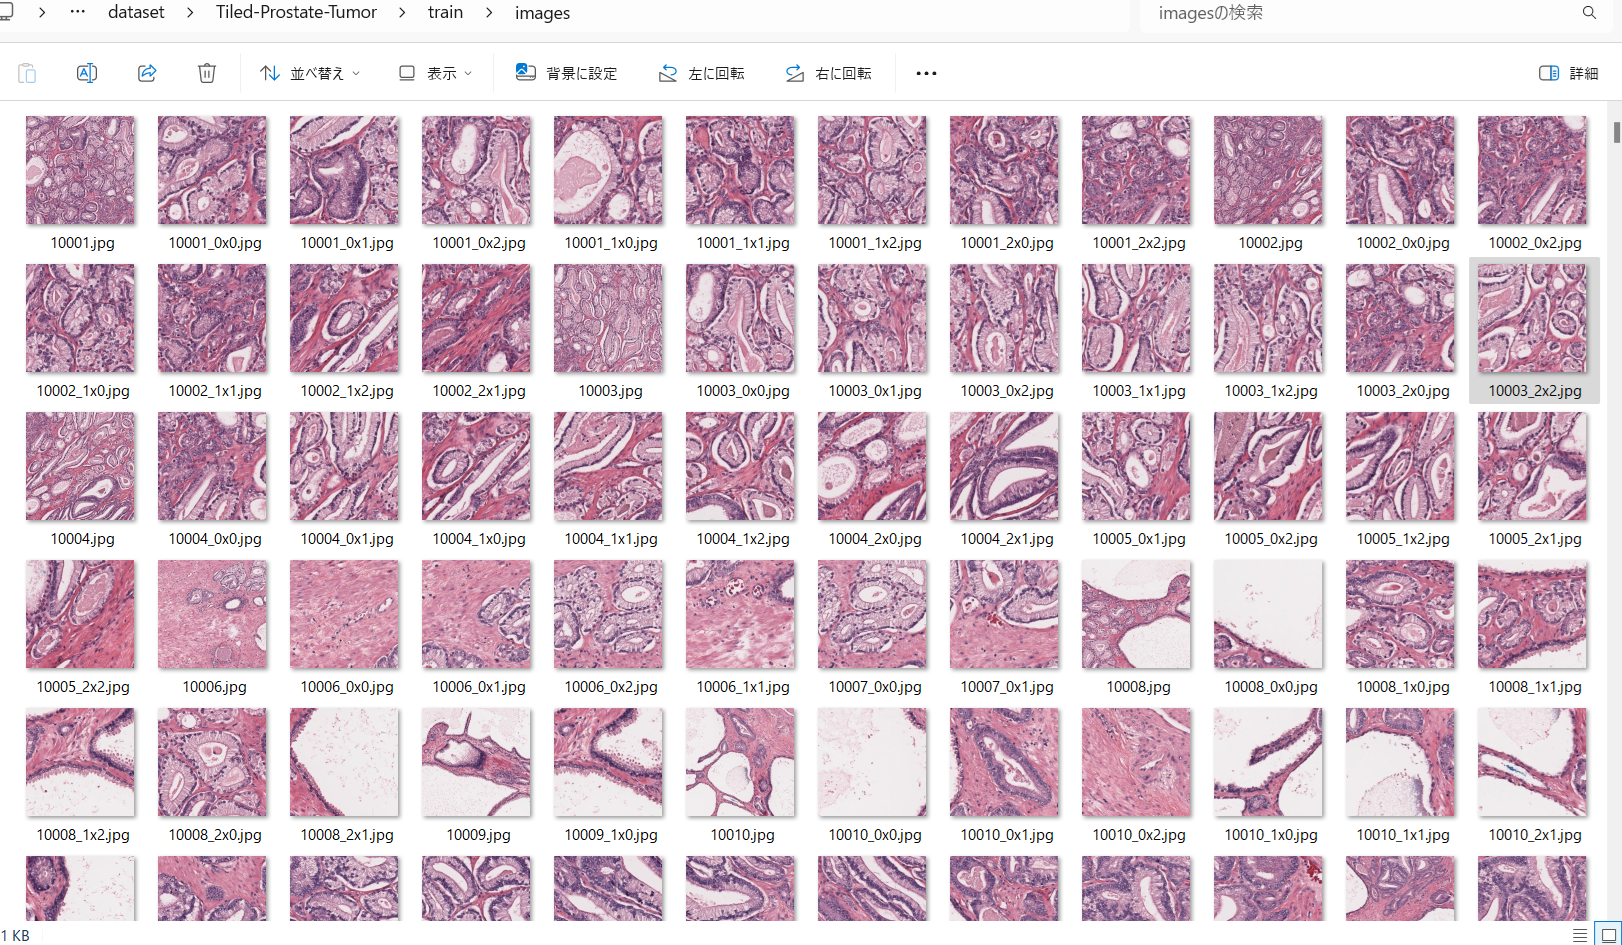 dataset > Tiled-Prostate-Tumor > train > images
imagesの検索
並べ替え 表示 背景に設定 左に回転 右に回転 詳細
10001.jpg 10001_0x0.jpg 10001_0x1.jpg 10001_0x2.jpg 10001_1x0.jpg 10001_1x1.jpg 10001_1x2.jpg 10001_2x0.jpg 10001_2x2.jpg 10002.jpg 10002_0x0.jpg 10002_0x2.jpg
10002_1x0.jpg 10002_1x1.jpg 10002_1x2.jpg 10002_2x1.jpg 10003.jpg 10003_0x0.jpg 10003_0x1.jpg 10003_0x2.jpg 10003_1x1.jpg 10003_1x2.jpg 10003_2x0.jpg 10003_2x2.jpg
10004.jpg 10004_0x0.jpg 10004_0x1.jpg 10004_1x0.jpg 10004_1x1.jpg 10004_1x2.jpg 10004_2x0.jpg 10004_2x1.jpg 10005_0x1.jpg 10005_0x2.jpg 10005_1x2.jpg 10005_2x1.jpg
10005_2x2.jpg 10006.jpg 10006_0x0.jpg 10006_0x1.jpg 10006_0x2.jpg 10006_1x1.jpg 10007_0x0.jpg 10007_0x1.jpg 10008.jpg 10008_0x0.jpg 10008_1x0.jpg 10008_1x1.jpg
10008_1x2.jpg 10008_2x0.jpg 10008_2x1.jpg 10009.jpg 10009_1x0.jpg 10010.jpg 10010_0x0.jpg 10010_0x1.jpg 10010_0x2.jpg 10010_1x0.jpg 10010_1x1.jpg 10010_2x1.jpg
1 KB